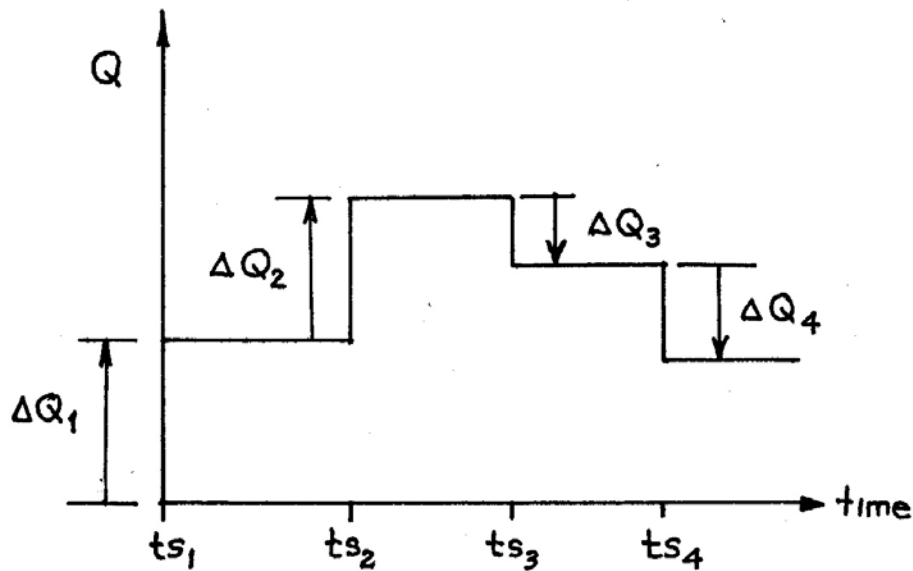 Q
ΔQ₂
ΔQ₃
ΔQ₄
ΔQ₁
time
ts₁ ts₂ ts₃ ts₄